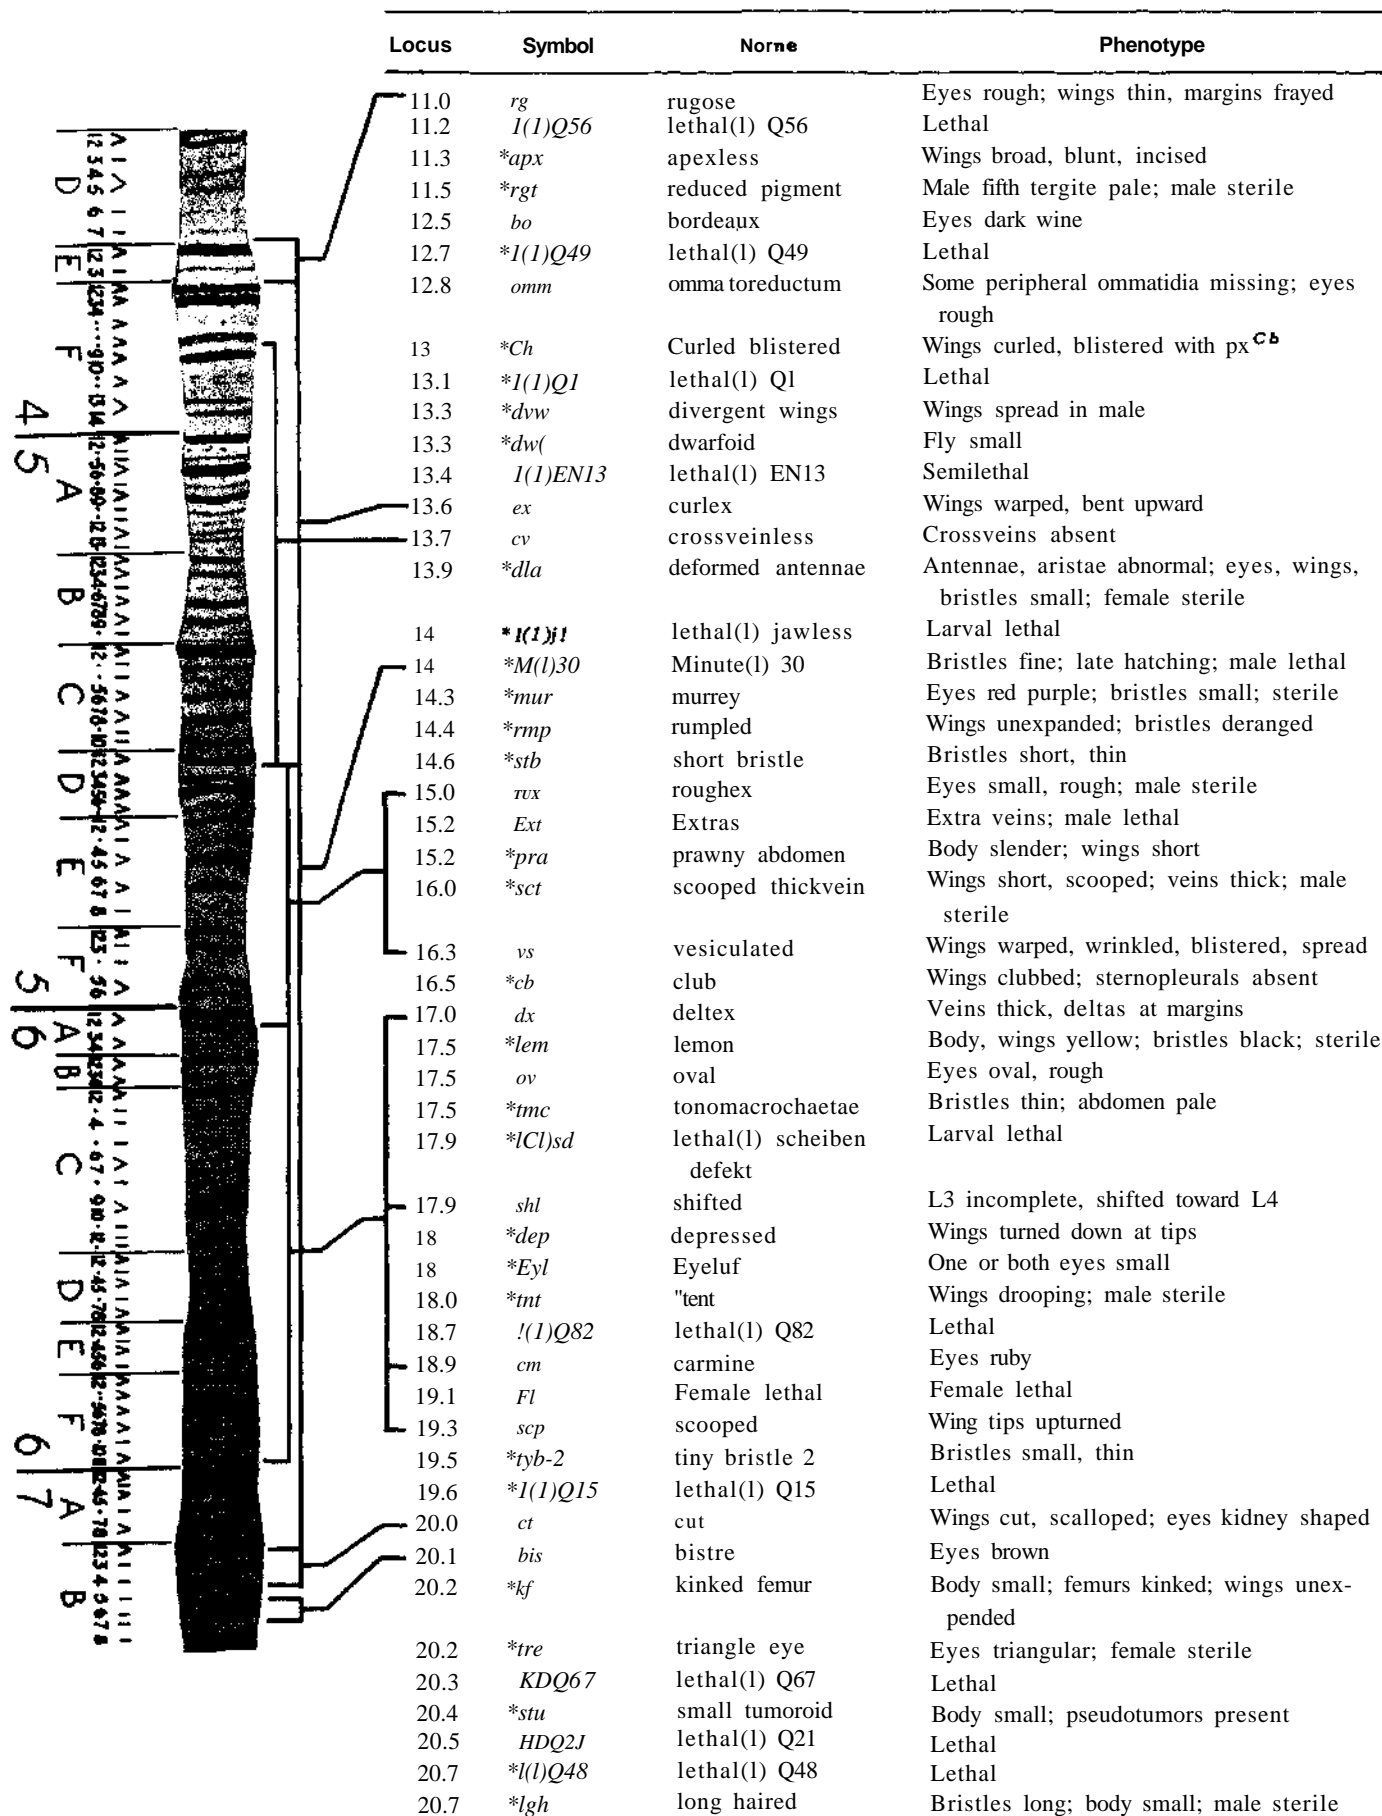 Locus Symbol Norne Phenotype
11.0 rg rugose Eyes rough; wings thin, margins frayed
11.2 1(1)Q56 lethal(l) Q56 Lethal
11.3 *apx apexless Wings broad, blunt, incised
11.5 *rgt reduced pigment Male fifth tergite pale; male sterile
12.5 bo bordeaux Eyes dark wine
12.7 *1(1)Q49 lethal(l) Q49 Lethal
12.8 omm omma toreductum Some peripheral ommatidia missing; eyes
rough
13 *Ch Curled blistered Wings curled, blistered with px^Cb
13.1 *1(1)Q1 lethal(l) Ql Lethal
13.3 *dvw divergent wings Wings spread in male
13.3 *dw( dwarfoid Fly small
13.4 1(1)EN13 lethal(l) EN13 Semilethal
13.6 ex curlex Wings warped, bent upward
13.7 cv crossveinless Crossveins absent
13.9 *dla deformed antennae Antennae, aristae abnormal; eyes, wings,
bristles small; female sterile
14 *l(1)j! lethal(l) jawless Larval lethal
14 *M(l)30 Minute(l) 30 Bristles fine; late hatching; male lethal
14.3 *mur murrey Eyes red purple; bristles small; sterile
14.4 *rmp rumpled Wings unexpanded; bristles deranged
14.6 *stb short bristle Bristles short, thin
15.0 TUX roughex Eyes small, rough; male sterile
15.2 Ext Extras Extra veins; male lethal
15.2 *pra prawny abdomen Body slender; wings short
16.0 *sct scooped thickvein Wings short, scooped; veins thick; male
sterile
16.3 vs vesiculated Wings warped, wrinkled, blistered, spread
16.5 *cb club Wings clubbed; sternopleurals absent
17.0 dx deltex Veins thick, deltas at margins
17.5 *lem lemon Body, wings yellow; bristles black; sterile
17.5 ov oval Eyes oval, rough
17.5 *tmc tonomacrochaetae Bristles thin; abdomen pale
17.9 *lCl)sd lethal(l) scheiben Larval lethal
defekt
17.9 shl shifted L3 incomplete, shifted toward L4
18 *dep depressed Wings turned down at tips
18 *Eyl Eyeluf One or both eyes small
18.0 *tnt "tent Wings drooping; male sterile
18.7 !(1)Q82 lethal(l) Q82 Lethal
18.9 cm carmine Eyes ruby
19.1 Fl Female lethal Female lethal
19.3 scp scooped Wing tips upturned
19.5 *tyb-2 tiny bristle 2 Bristles small, thin
19.6 *1(1)Q15 lethal(l) Q15 Lethal
20.0 ct cut Wings cut, scalloped; eyes kidney shaped
20.1 bis bistre Eyes brown
20.2 *kf kinked femur Body small; femurs kinked; wings unex-
pended
20.2 *tre triangle eye Eyes triangular; female sterile
20.3 KDQ67 lethal(l) Q67 Lethal
20.4 *stu small tumoroid Body small; pseudotumors present
20.5 HDQ2J lethal(l) Q21 Lethal
20.7 *l(l)Q48 lethal(l) Q48 Lethal
20.7 *lgh long haired Bristles long; body small; male sterile
D
E
F
4 5
A
B
C
D
E
F
5 6
A
B
C
D
E
F
6 7
A
B